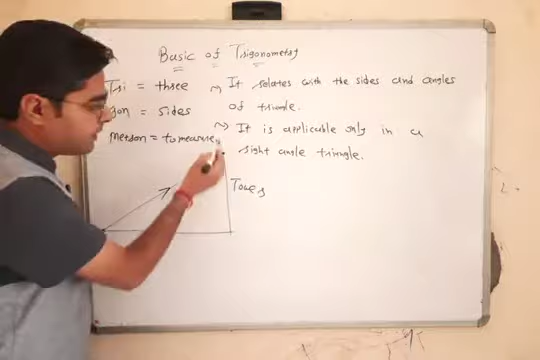 Basic of Trigonometry
Tri = three ⇝ It relates with the sides and angles
gon = sides of triangle.
metron = to measure ⇝ It is applicable only in a
right angle triangle.
Tower